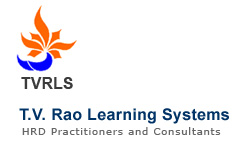 TVRLS
T.V. Rao Learning Systems
HRD Practitioners and Consultants